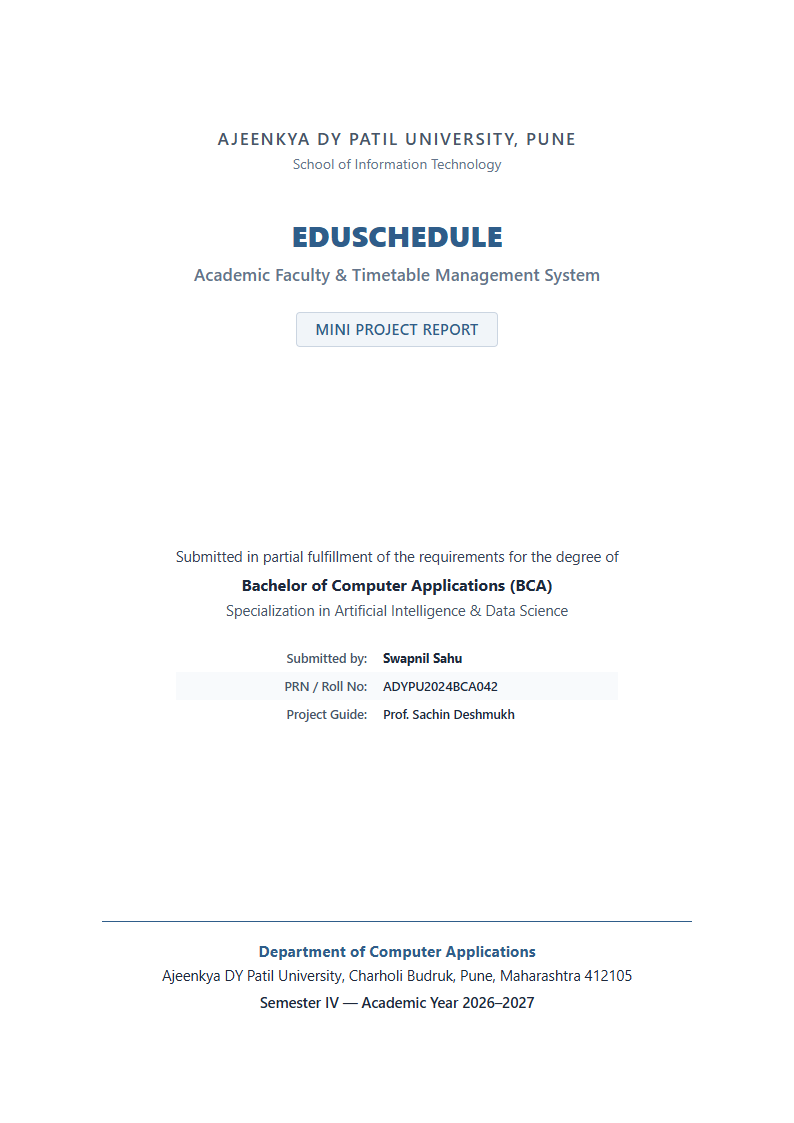 AJEENKYA DY PATIL UNIVERSITY, PUNE
School of Information Technology
EDUSCHEDULE
Academic Faculty & Timetable Management System
MINI PROJECT REPORT
Submitted in partial fulfillment of the requirements for the degree of
Bachelor of Computer Applications (BCA)
Specialization in Artificial Intelligence & Data Science
Submitted by: Swapnil Sahu
PRN / Roll No: ADYPU2024BCA042
Project Guide: Prof. Sachin Deshmukh
Department of Computer Applications
Ajeenkya DY Patil University, Charholi Budruk, Pune, Maharashtra 412105
Semester IV — Academic Year 2026–2027